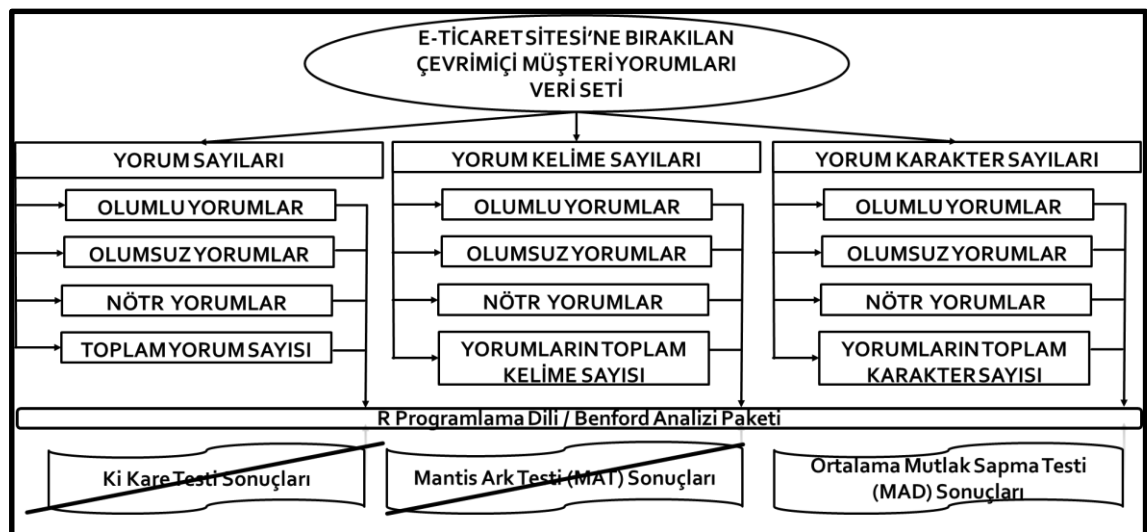 E-TİCARET SİTESİ'NE BIRAKILAN
ÇEVRİMİÇİ MÜŞTERİ YORUMLARI
VERİ SETİ
YORUM SAYILARI
OLUMLU YORUMLAR
OLUMSUZ YORUMLAR
NÖTR YORUMLAR
TOPLAM YORUM SAYISI
YORUM KELİME SAYILARI
OLUMLU YORUMLAR
OLUMSUZ YORUMLAR
NÖTR YORUMLAR
YORUMLARIN TOPLAM
KELİME SAYISI
YORUM KARAKTER SAYILARI
OLUMLU YORUMLAR
OLUMSUZ YORUMLAR
NÖTR YORUMLAR
YORUMLARIN TOPLAM
KARAKTER SAYISI
R Programlama Dili / Benford Analizi Paketi
Ki Kare Testi Sonuçları
Mantis Ark Testi (MAT) Sonuçları
Ortalama Mutlak Sapma Testi
(MAD) Sonuçları